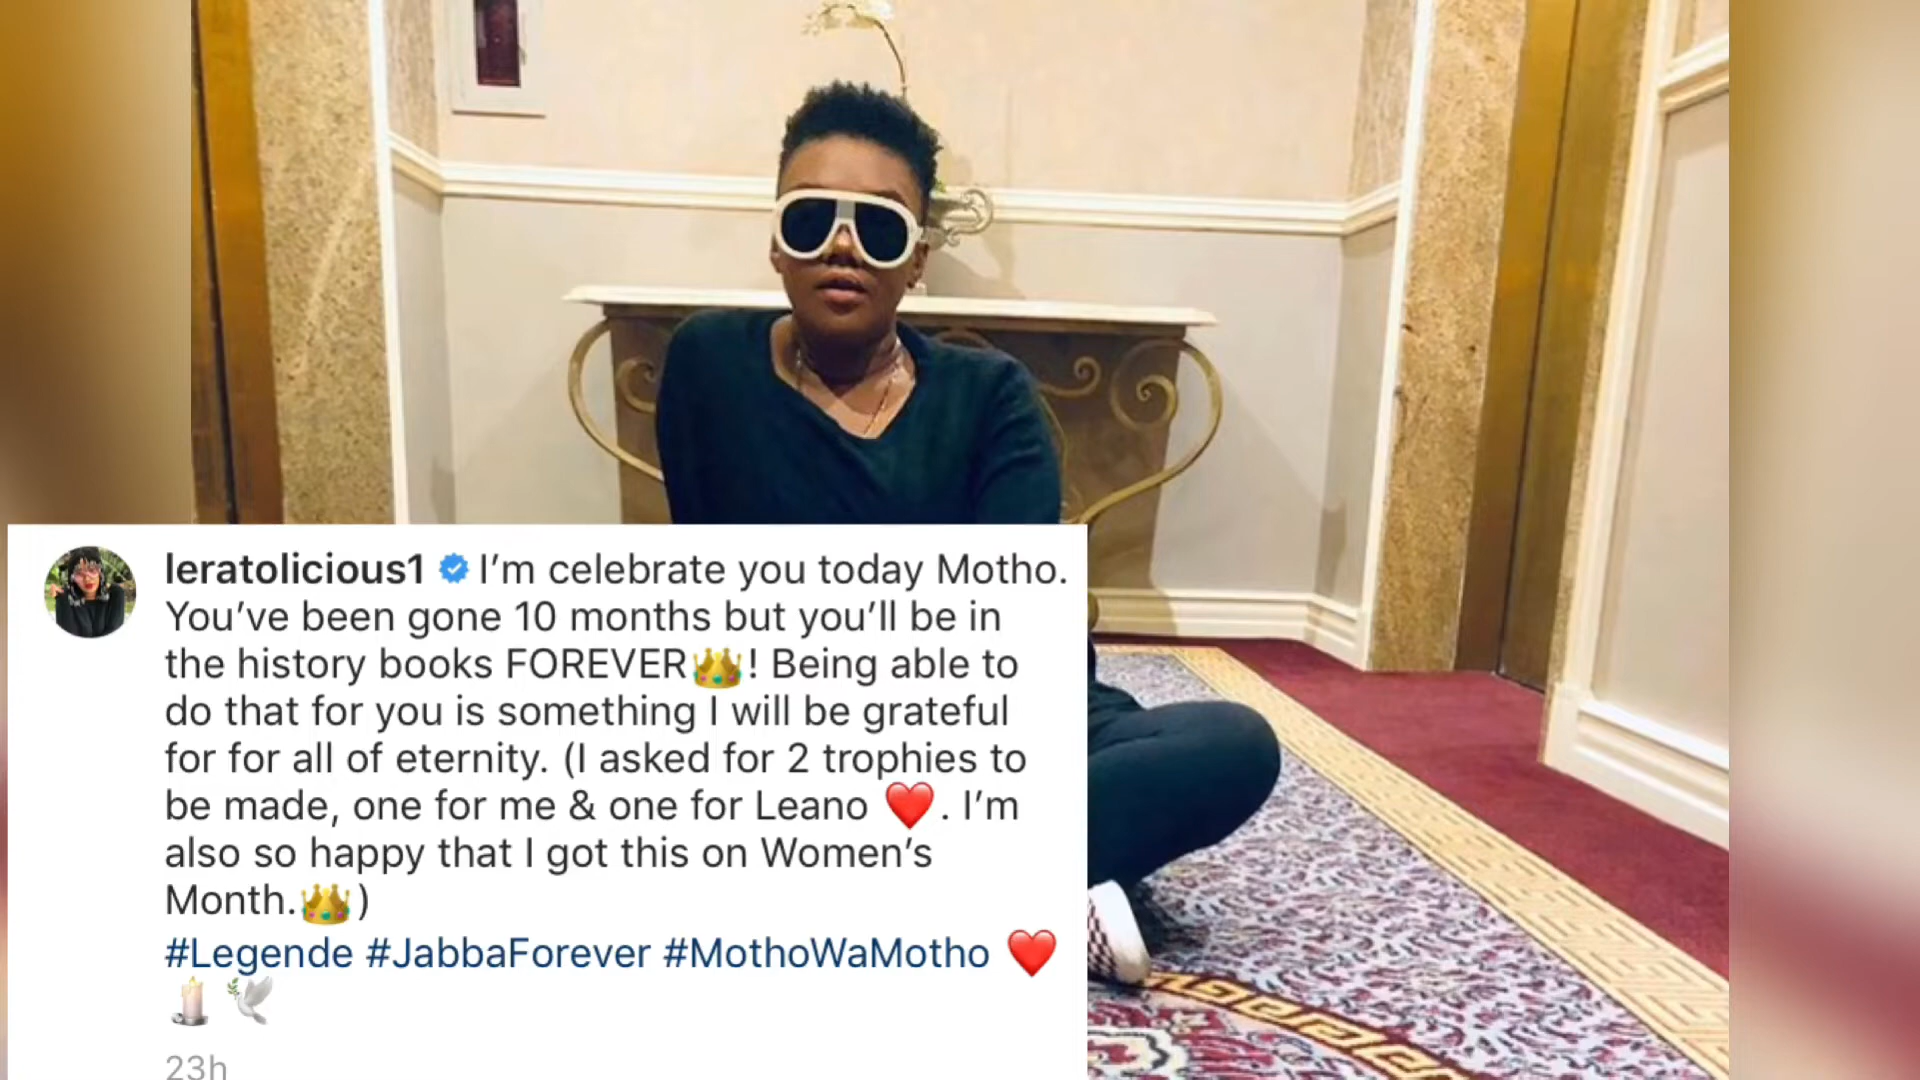 leratolicious1 I'm celebrate you today Motho.
You've been gone 10 months but you'll be in
the history books FOREVER👑! Being able to
do that for you is something I will be grateful
for for all of eternity. (I asked for 2 trophies to
be made, one for me & one for Leano ❤️. I'm
also so happy that I got this on Women's
Month.👑)
#Legende #JabbaForever #MothoWaMotho ❤️
🕯️🕊️
23h